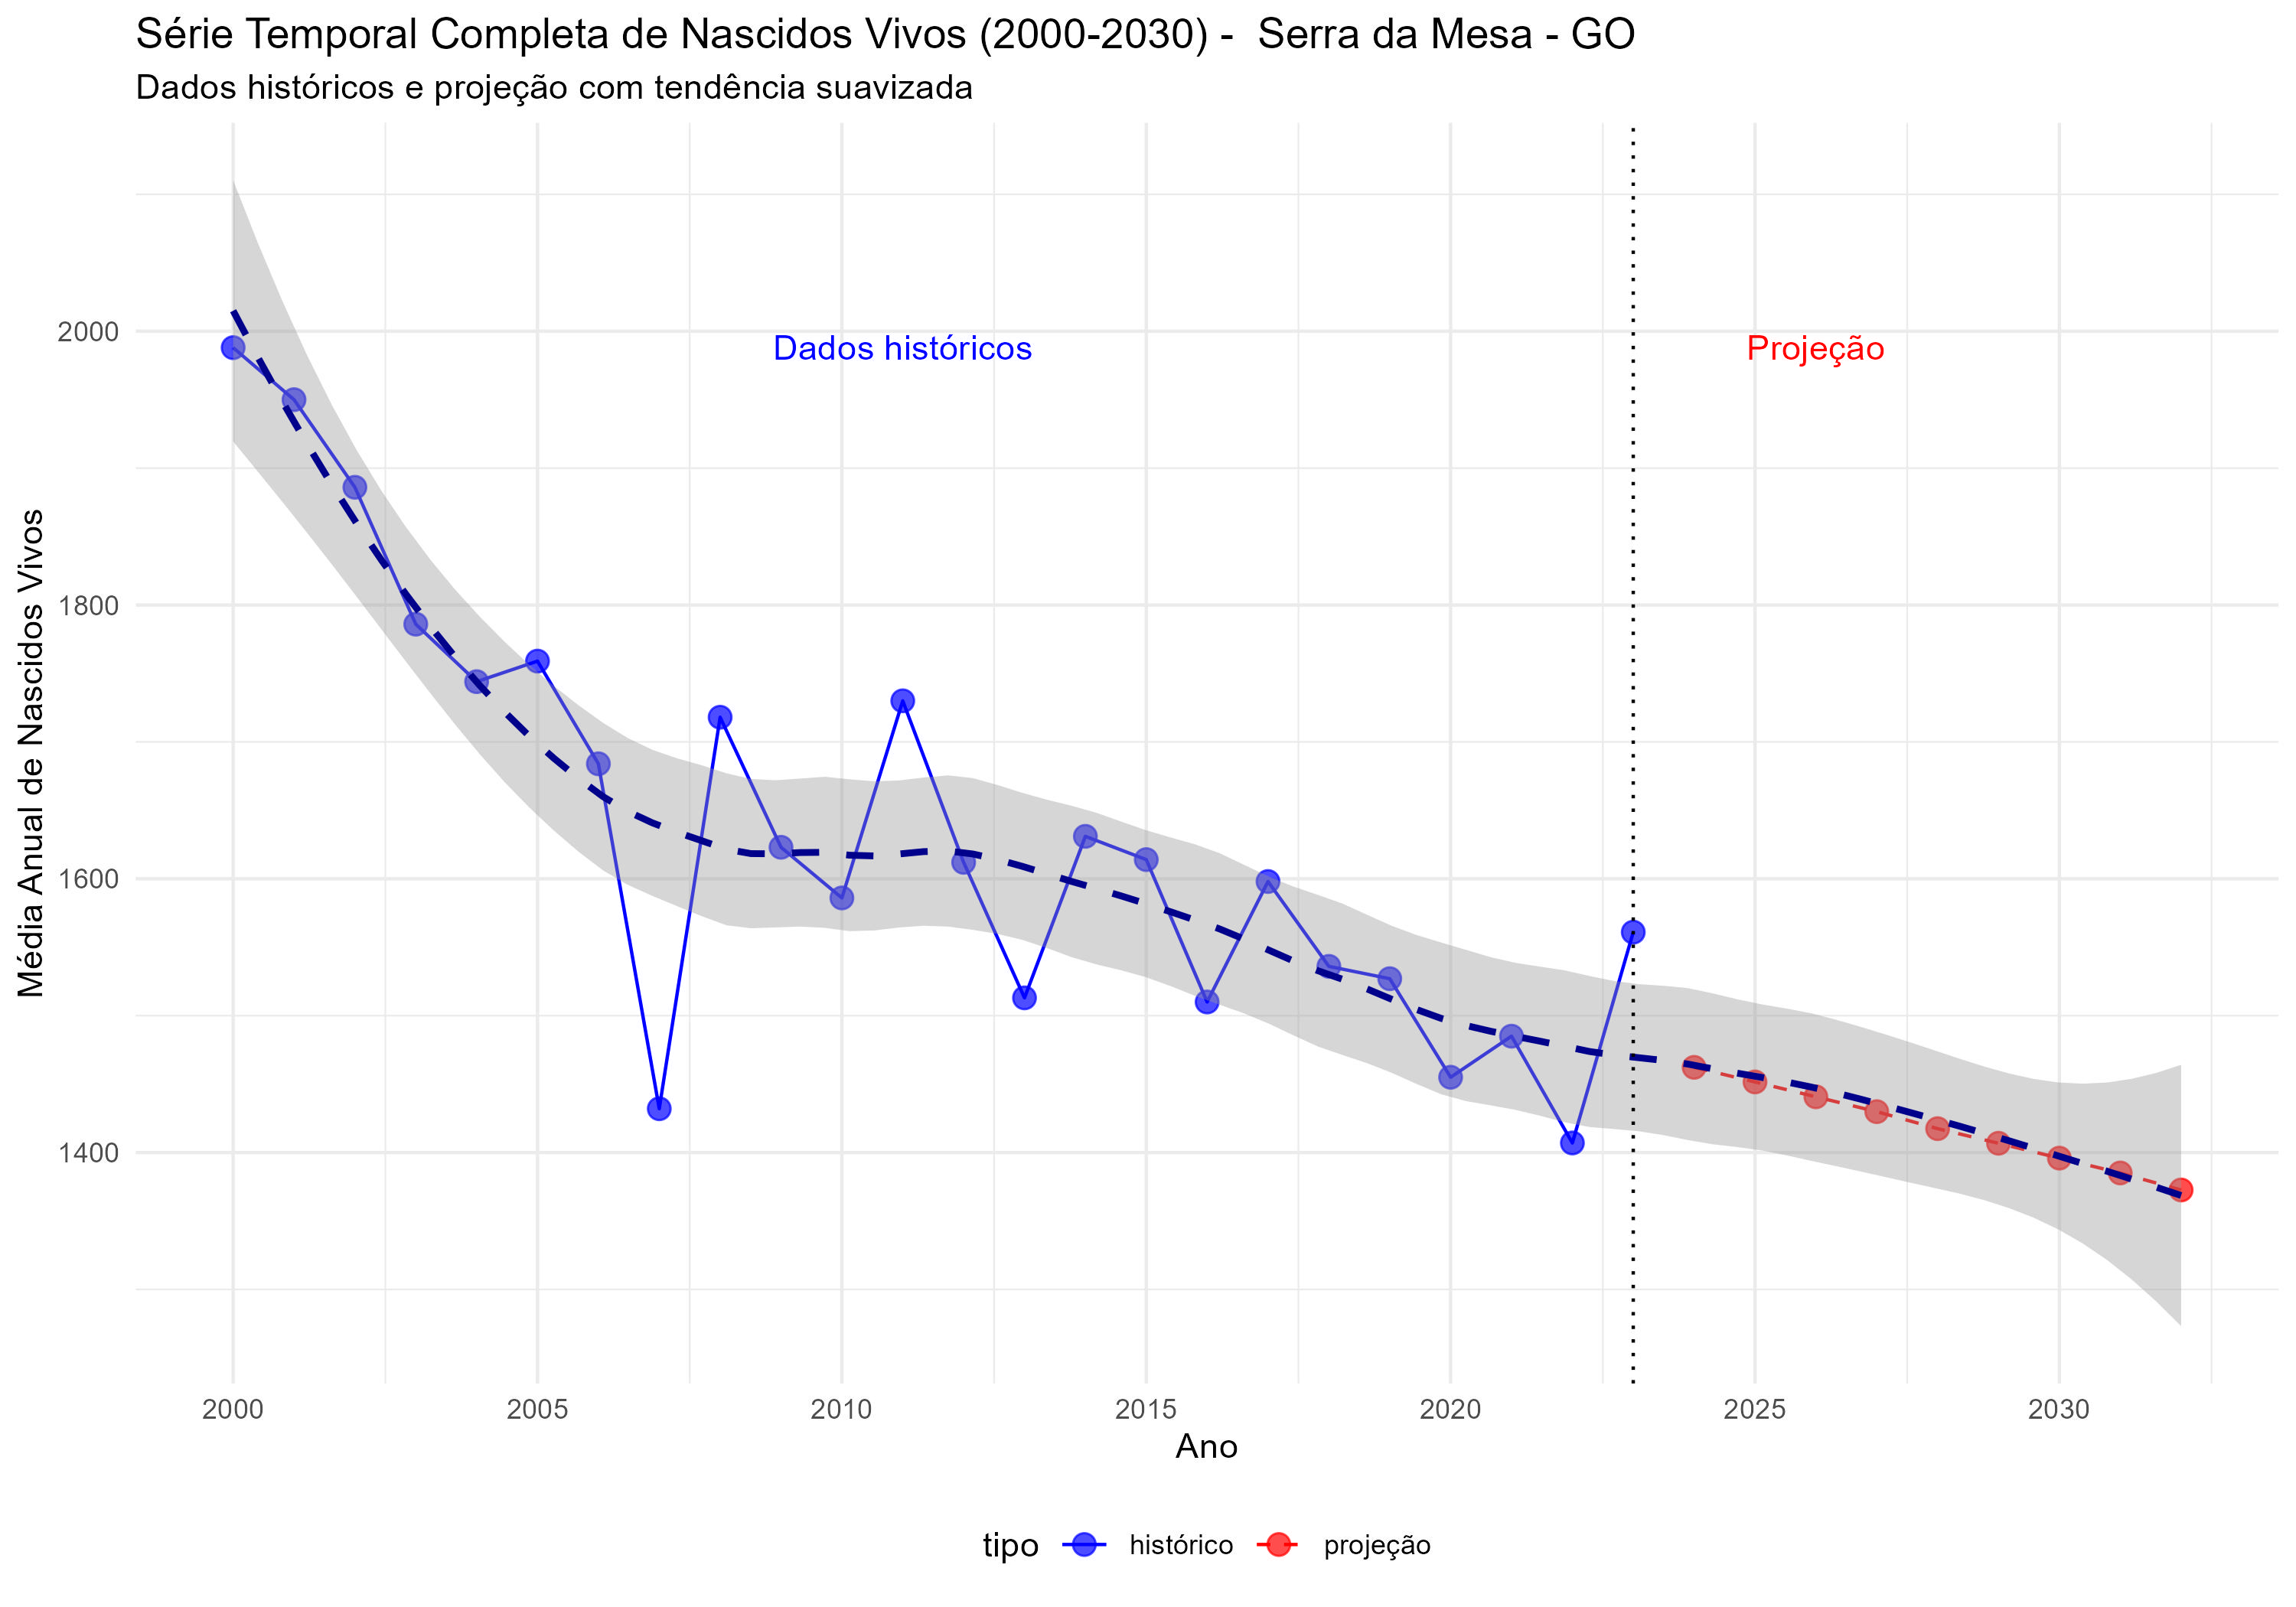 Série Temporal Completa de Nascidos Vivos (2000-2030) -  Serra da Mesa - GO
Dados históricos e projeção com tendência suavizada
Média Anual de Nascidos Vivos
2000
1800
1600
1400
Dados históricos
Projeção
2000 2005 2010 2015 2020 2025 2030
Ano
tipo histórico projeção